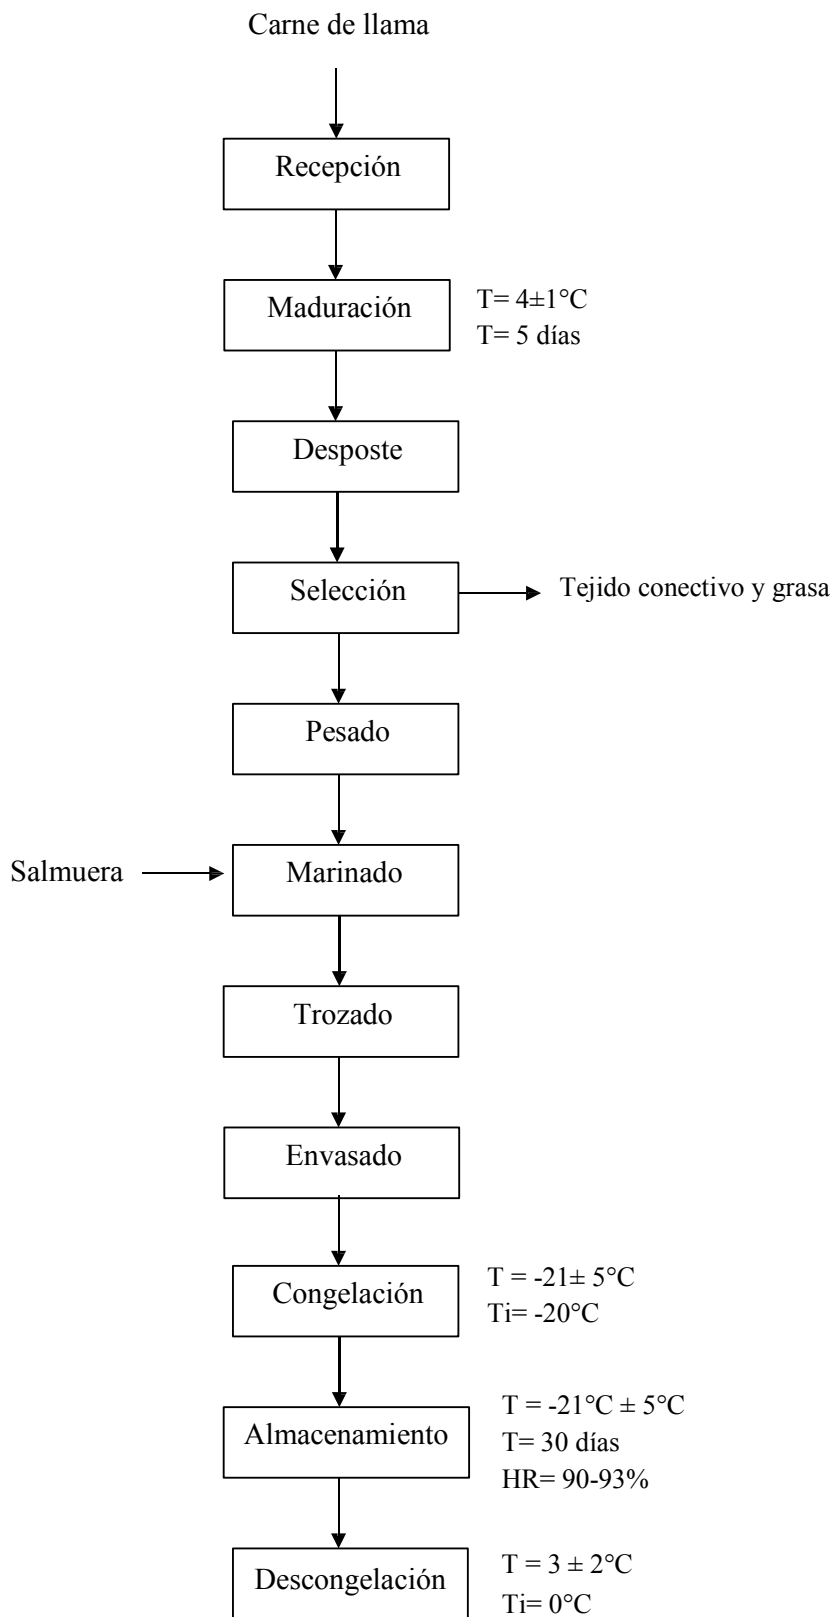 Carne de llama
Recepción
Maduración
T= 4±1°C
T= 5 días
Desposte
Selección
Tejido conectivo y grasa
Pesado
Salmuera
Marinado
Trozado
Envasado
Congelación
T = -21± 5°C
Ti= -20°C
Almacenamiento
T = -21°C ± 5°C
T= 30 días
HR= 90-93%
Descongelación
T = 3 ± 2°C
Ti= 0°C